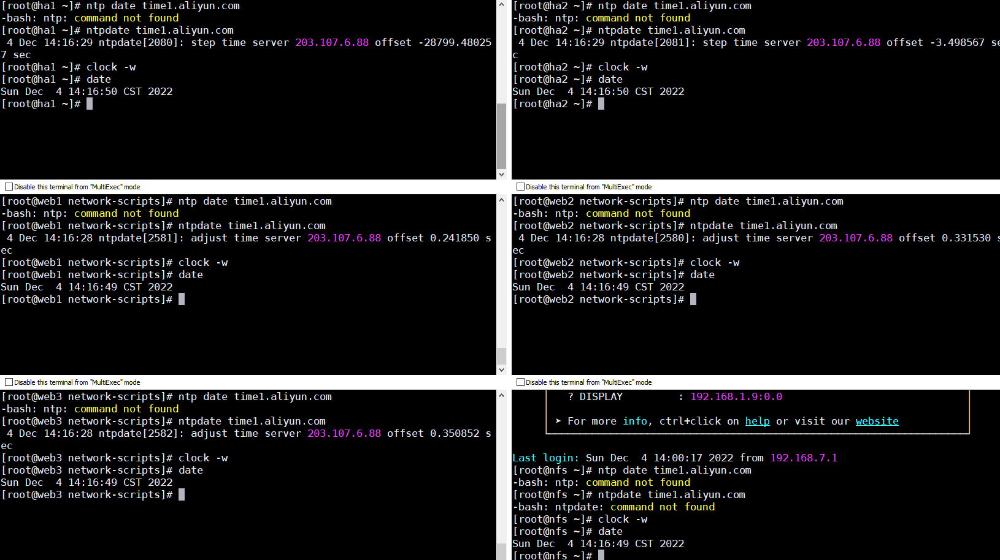 [root@ha1 ~]# ntp date time1.aliyun.com
-bash: ntp: command not found
[root@ha1 ~]# ntpdate time1.aliyun.com
 4 Dec 14:16:29 ntpdate[2080]: step time server 203.107.6.88 offset -28799.48025
7 sec
[root@ha1 ~]# clock -w
[root@ha1 ~]# date
Sun Dec  4 14:16:50 CST 2022
[root@ha1 ~]#
[root@ha2 ~]# ntp date time1.aliyun.com
-bash: ntp: command not found
[root@ha2 ~]# ntpdate time1.aliyun.com
 4 Dec 14:16:29 ntpdate[2081]: step time server 203.107.6.88 offset -3.498567 se
c
[root@ha2 ~]# clock -w
[root@ha2 ~]# date
Sun Dec  4 14:16:50 CST 2022
[root@ha2 ~]#
Disable this terminal from "MultiExec" mode
Disable this terminal from "MultiExec" mode
[root@web1 network-scripts]# ntp date time1.aliyun.com
-bash: ntp: command not found
[root@web1 network-scripts]# ntpdate time1.aliyun.com
 4 Dec 14:16:28 ntpdate[2581]: adjust time server 203.107.6.88 offset 0.241850 s
ec
[root@web1 network-scripts]# clock -w
[root@web1 network-scripts]# date
Sun Dec  4 14:16:49 CST 2022
[root@web1 network-scripts]#
[root@web2 network-scripts]# ntp date time1.aliyun.com
-bash: ntp: command not found
[root@web2 network-scripts]# ntpdate time1.aliyun.com
 4 Dec 14:16:28 ntpdate[2580]: adjust time server 203.107.6.88 offset 0.331530 s
ec
[root@web2 network-scripts]# clock -w
[root@web2 network-scripts]# date
Sun Dec  4 14:16:49 CST 2022
[root@web2 network-scripts]#
Disable this terminal from "MultiExec" mode
Disable this terminal from "MultiExec" mode
[root@web3 network-scripts]# ntp date time1.aliyun.com
-bash: ntp: command not found
[root@web3 network-scripts]# ntpdate time1.aliyun.com
 4 Dec 14:16:28 ntpdate[2582]: adjust time server 203.107.6.88 offset 0.350852 s
ec
[root@web3 network-scripts]# clock -w
[root@web3 network-scripts]# date
Sun Dec  4 14:16:49 CST 2022
[root@web3 network-scripts]#
? DISPLAY         : 192.168.1.9:0.0
➤ For more info, ctrl+click on help or visit our website
Last login: Sun Dec  4 14:00:17 2022 from 192.168.7.1
[root@nfs ~]# ntp date time1.aliyun.com
-bash: ntp: command not found
[root@nfs ~]# ntpdate time1.aliyun.com
-bash: ntpdate: command not found
[root@nfs ~]# clock -w
[root@nfs ~]# date
Sun Dec  4 14:16:49 CST 2022
[root@nfs ~]#